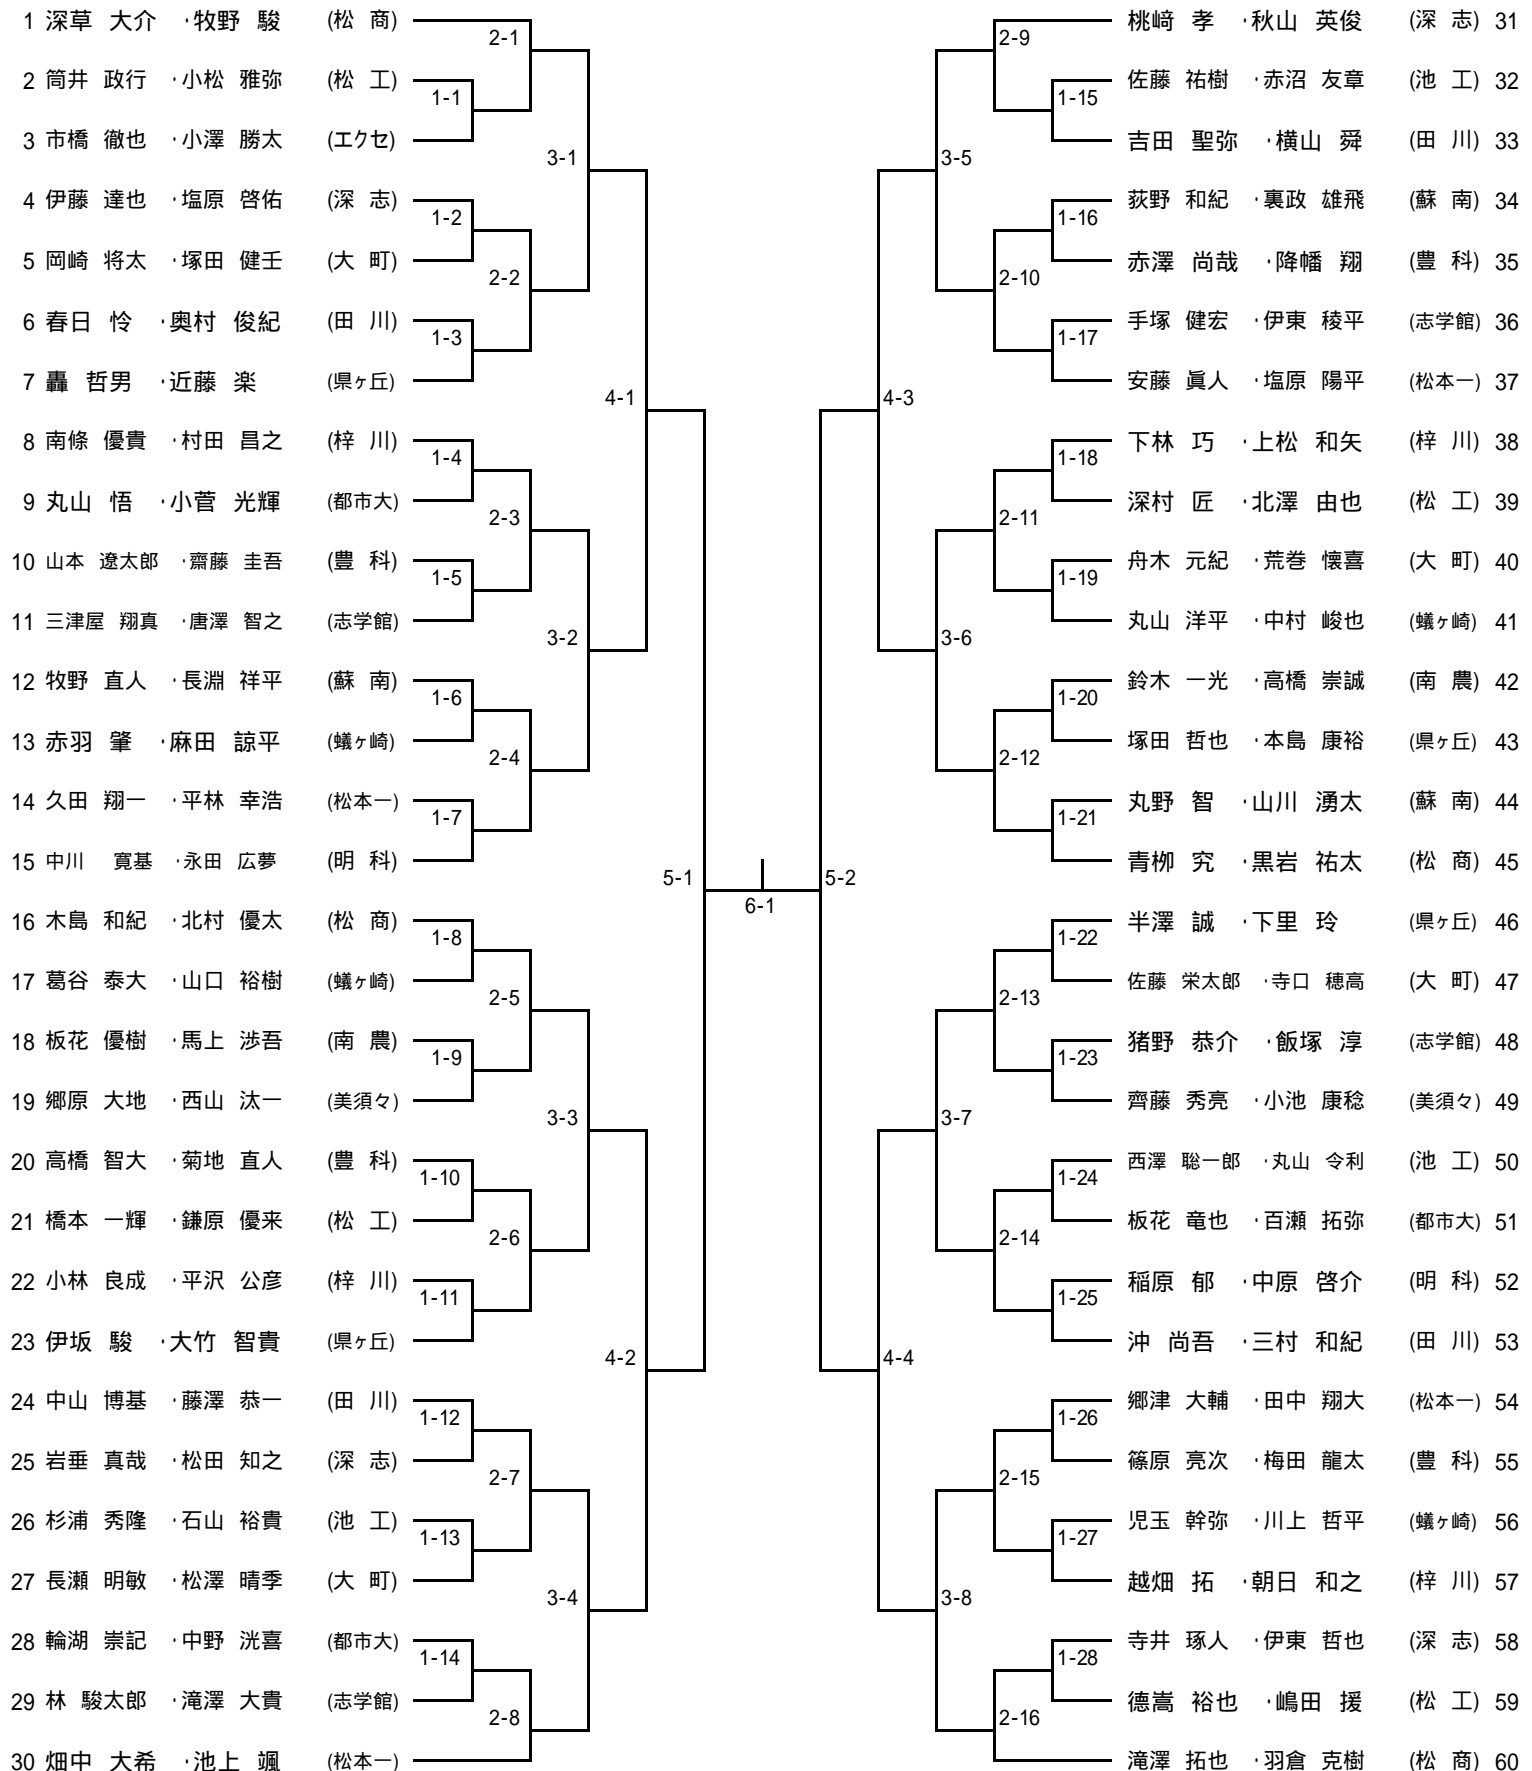 1 深草 大介 ・牧野 駿 (松 商)
2-1
2 筒井 政行 ・小松 雅弥 (松 工)
1-1
3 市橋 徹也 ・小澤 勝太 (エクセ)
3-1
4 伊藤 達也 ・塩原 啓佑 (深 志)
1-2
5 岡崎 将太 ・塚田 健壬 (大 町)
2-2
6 春日 怜 ・奥村 俊紀 (田 川)
1-3
7 轟 哲男 ・近藤 楽 (県ヶ丘)
4-1
8 南條 優貴 ・村田 昌之 (梓 川)
1-4
9 丸山 悟 ・小菅 光輝 (都市大)
2-3
10 山本 遼太郎 ・齋藤 圭吾 (豊 科)
1-5
11 三津屋 翔真 ・唐澤 智之 (志学館)
3-2
12 牧野 直人 ・長淵 祥平 (蘇 南)
1-6
13 赤羽 肇 ・麻田 諒平 (蟻ヶ崎)
2-4
14 久田 翔一 ・平林 幸浩 (松本一)
1-7
15 中川 寛基 ・永田 広夢 (明 科)
5-1
16 木島 和紀 ・北村 優太 (松 商)
1-8
17 葛谷 泰大 ・山口 裕樹 (蟻ヶ崎)
2-5
18 板花 優樹 ・馬上 渉吾 (南 農)
1-9
19 郷原 大地 ・西山 汰一 (美須々)
3-3
20 高橋 智大 ・菊地 直人 (豊 科)
1-10
21 橋本 一輝 ・鎌原 優来 (松 工)
2-6
22 小林 良成 ・平沢 公彦 (梓 川)
1-11
23 伊坂 駿 ・大竹 智貴 (県ヶ丘)
4-2
24 中山 博基 ・藤澤 恭一 (田 川)
1-12
25 岩垂 真哉 ・松田 知之 (深 志)
2-7
26 杉浦 秀隆 ・石山 裕貴 (池 工)
1-13
27 長瀬 明敏 ・松澤 晴季 (大 町)
3-4
28 輪湖 崇記 ・中野 洸喜 (都市大)
1-14
29 林 駿太郎 ・滝澤 大貴 (志学館)
2-8
30 畑中 大希 ・池上 颯 (松本一)
6-1
桃﨑 孝 ・秋山 英俊 (深 志) 31
2-9
佐藤 祐樹 ・赤沼 友章 (池 工) 32
1-15
吉田 聖弥 ・横山 舜 (田 川) 33
3-5
荻野 和紀 ・裏政 雄飛 (蘇 南) 34
1-16
赤澤 尚哉 ・降幡 翔 (豊 科) 35
2-10
手塚 健宏 ・伊東 稜平 (志学館) 36
1-17
安藤 眞人 ・塩原 陽平 (松本一) 37
4-3
下林 巧 ・上松 和矢 (梓 川) 38
1-18
深村 匠 ・北澤 由也 (松 工) 39
2-11
舟木 元紀 ・荒巻 懐喜 (大 町) 40
1-19
丸山 洋平 ・中村 峻也 (蟻ヶ崎) 41
3-6
鈴木 一光 ・高橋 崇誠 (南 農) 42
1-20
塚田 哲也 ・本島 康裕 (県ヶ丘) 43
2-12
丸野 智 ・山川 湧太 (蘇 南) 44
1-21
青栁 究 ・黒岩 祐太 (松 商) 45
5-2
半澤 誠 ・下里 玲 (県ヶ丘) 46
1-22
佐藤 栄太郎 ・寺口 穂高 (大 町) 47
2-13
猪野 恭介 ・飯塚 淳 (志学館) 48
1-23
齊藤 秀亮 ・小池 康稔 (美須々) 49
3-7
西澤 聡一郎 ・丸山 令利 (池 工) 50
1-24
板花 竜也 ・百瀬 拓弥 (都市大) 51
2-14
稲原 郁 ・中原 啓介 (明 科) 52
1-25
沖 尚吾 ・三村 和紀 (田 川) 53
4-4
郷津 大輔 ・田中 翔大 (松本一) 54
1-26
篠原 亮次 ・梅田 龍太 (豊 科) 55
2-15
児玉 幹弥 ・川上 哲平 (蟻ヶ崎) 56
1-27
越畑 拓 ・朝日 和之 (梓 川) 57
3-8
寺井 琢人 ・伊東 哲也 (深 志) 58
1-28
德嵩 裕也 ・嶋田 援 (松 工) 59
2-16
滝澤 拓也 ・羽倉 克樹 (松 商) 60